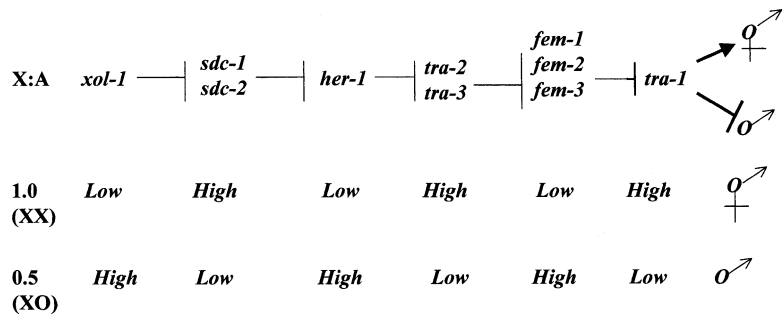 fem-1
sdc-1 tra-2 fem-2
X:A xol-1 her-1 tra-1
sdc-2 tra-3 fem-3
1.0 Low High Low High Low High
(XX)
0.5 High Low High Low High Low
(XO)